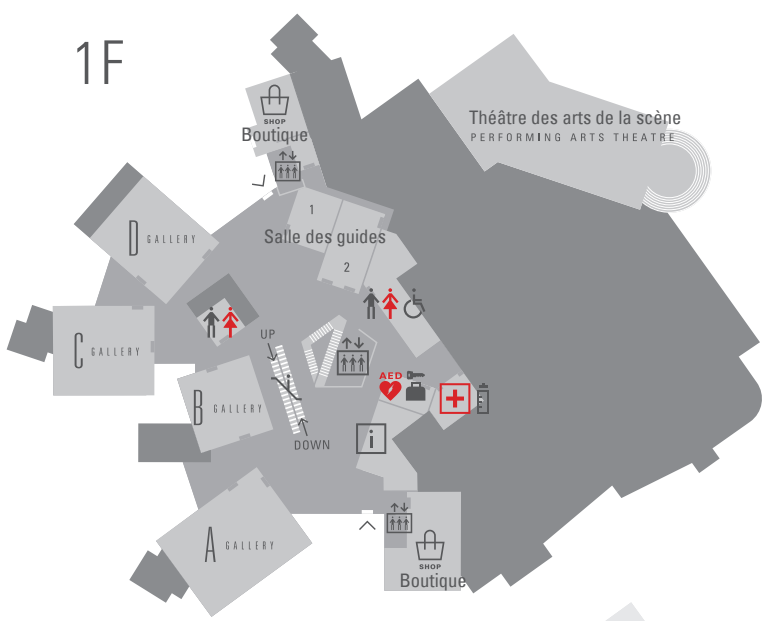 1F
Théâtre des arts de la scène
PERFORMING ARTS THEATRE
SHOP
Boutique
D GALLERY
1
Salle des guides
2
C GALLERY
UP
AED
B GALLERY
i
DOWN
A GALLERY
SHOP
Boutique